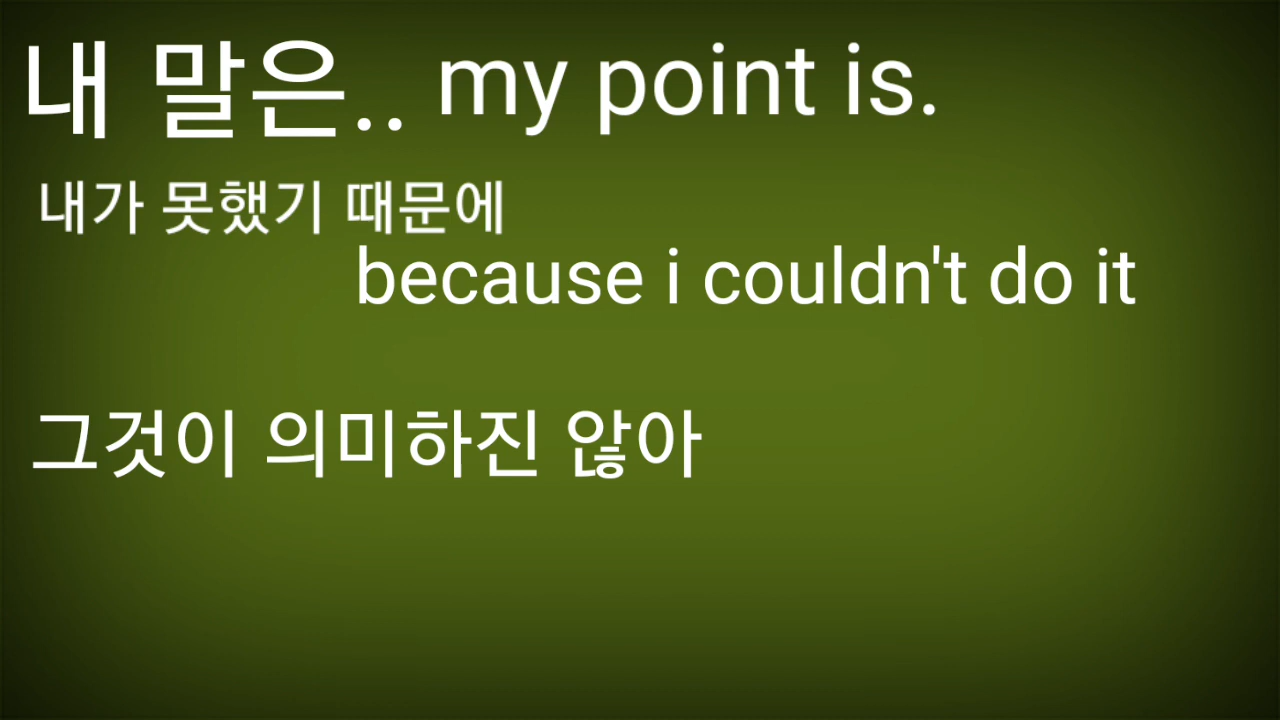 내 말은.. my point is.
내가 못했기 때문에
because i couldn't do it
그것이 의미하진 않아